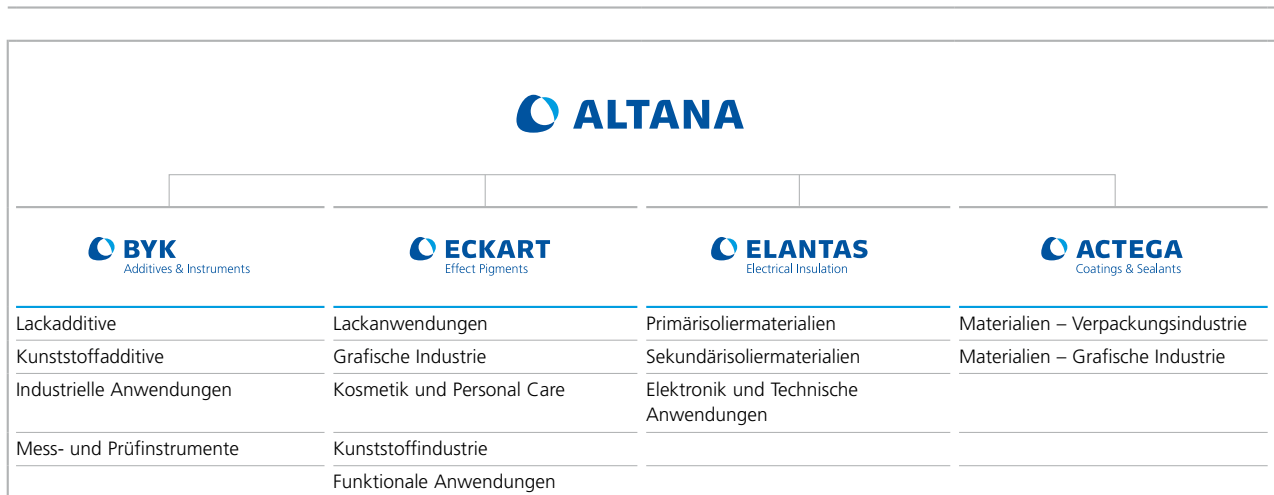 ALTANA
BYK
Additives & Instruments
ECKART
Effect Pigments
ELANTAS
Electrical Insulation
ACTEGA
Coatings & Sealants
Lackadditive
Lackanwendungen
Primärisoliermaterialien
Materialien – Verpackungsindustrie
Kunststoffadditive
Grafische Industrie
Sekundärisoliermaterialien
Materialien – Grafische Industrie
Industrielle Anwendungen
Kosmetik und Personal Care
Elektronik und Technische
Anwendungen
Mess- und Prüfinstrumente
Kunststoffindustrie
Funktionale Anwendungen